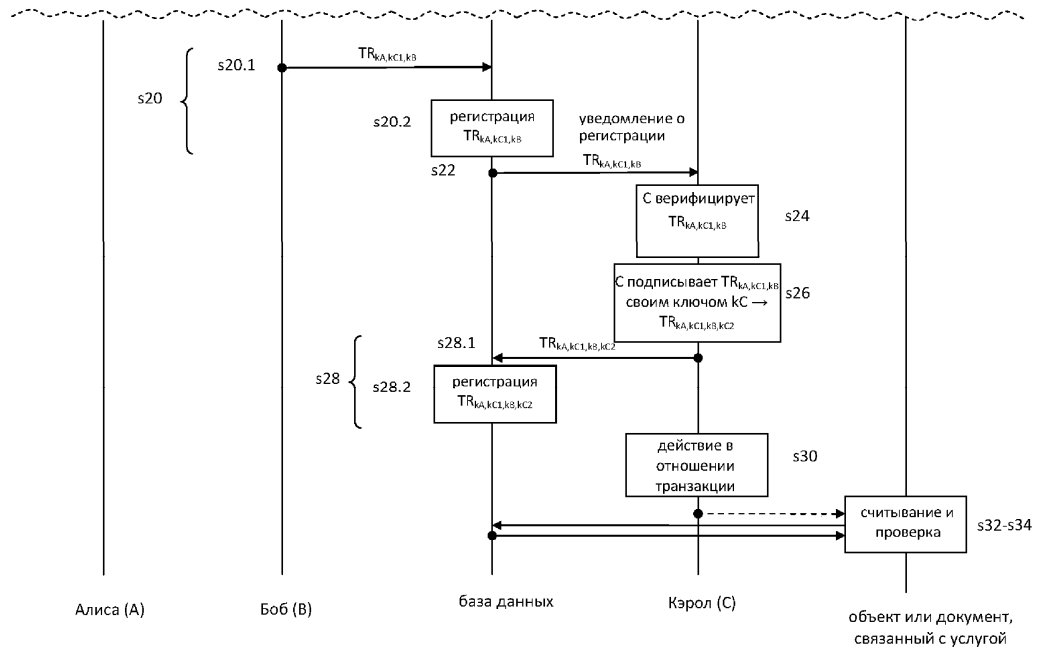 TRkA,kC1,kB
s20.1
s20
регистрация
TRkA,kC1,kB
s20.2
уведомление о
регистрации
TRkA,kC1,kB
s22
С верифицирует
TRkA,kC1,kB
s24
С подписывает TRkA,kC1,kB
своим ключом kC →
TRkA,kC1,kB,kC2
s26
s28.1
TRkA,kC1,kB,kC2
s28
s28.2
регистрация
TRkA,kC1,kB,kC2
действие в
отношении
транзакции
s30
считывание и
проверка
s32-s34
Алиса (A)
Боб (B)
база данных
Кэрол (C)
объект или документ,
связанный с услугой